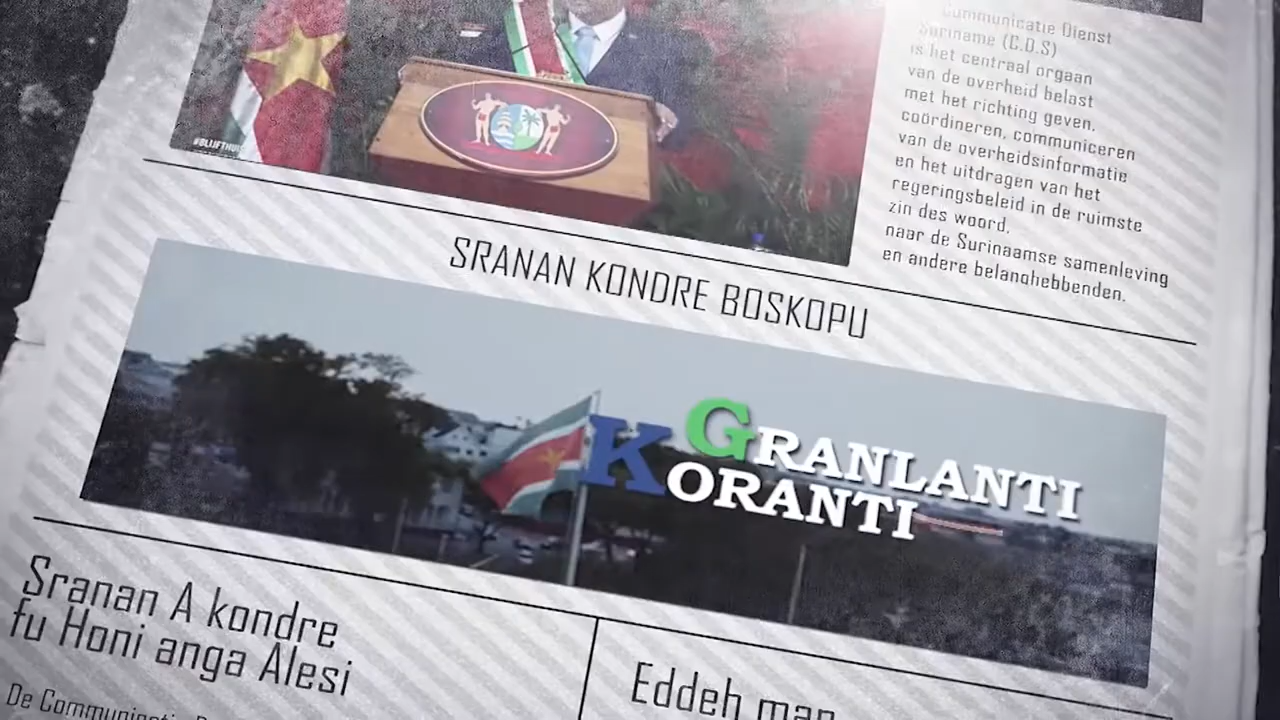 Communicatie Dienst
Suriname (C.D.S)
is het centraal orgaan
van de overheid belast
met het richting geven,
coördineren, communiceren
van de overheidsinformatie
en het uitdragen van het
regeringsbeleid in de ruimste
zin des woord,
naar de Surinaamse samenleving
en andere belanghebbenden.
SRANAN KONDRE BOSKOPU
GRANLANTI
KORANTI
Sranan A kondre
fu Honi anga Alesi
De
Eddeh man